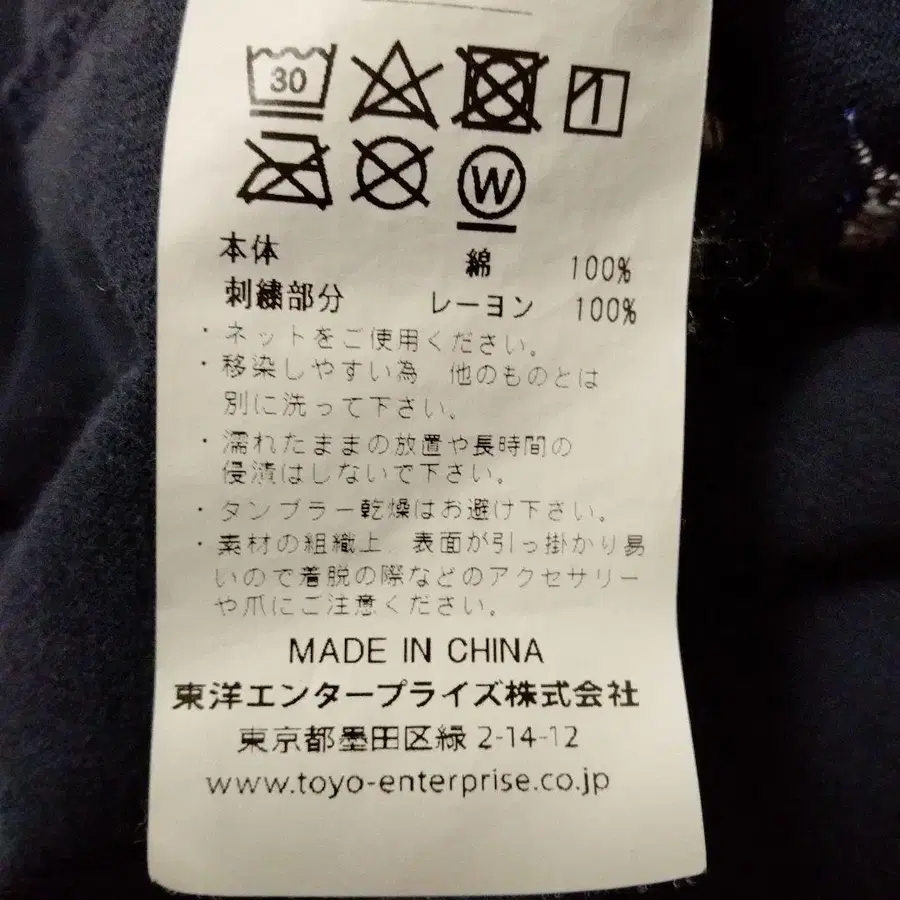 30
W
本体 綿 100%
刺繍部分 レーヨン 100%
・ネットをご使用ください。
・移染しやすい為 他のものとは
別に洗って下さい。
・濡れたままの放置や長時間の
侵漬はしないで下さい。
・タンブラー乾燥はお避け下さい。
・素材の組織上 表面が引っ掛かり易
いので着脱の際などのアクセサリー
や爪にご注意ください。
MADE IN CHINA
東洋エンタープライズ株式会社
東京都墨田区緑 2-14-12
www.toyo-enterprise.co.jp